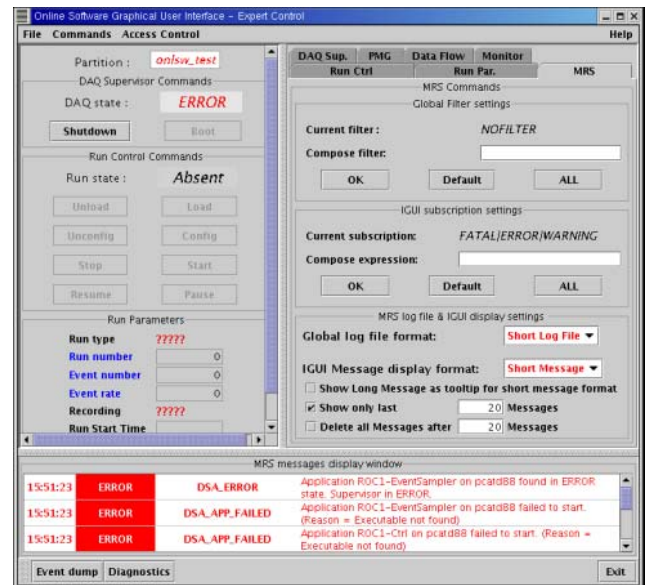 Online Software Graphical User Interface - Expert Control
File Commands Access Control Help
Partition : onlsw_test
DAQ Supervisor Commands
DAQ state : ERROR
Shutdown Boot
Run Control Commands
Run state : Absent
Unload Load
Unconfig Config
Stop Start
Resume Pause
Run Parameters
Run type ?????
Run number 0
Event number 0
Event rate 0
Recording ?????
Run Start Time
DAQ Sup. PMG Data Flow Monitor
Run Ctrl Run Par. MRS
MRS Commands
Global Filter settings
Current filter : NOFILTER
Compose filter:
OK Default ALL
IGUI subscription settings
Current subscription: FATAL|ERROR|WARNING
Compose expression:
OK Default ALL
MRS log file & IGUI display settings
Global log file format: Short Log File
IGUI Message display format: Short Message
Show Long Message as tooltip for short message format
Show only last 20 Messages
Delete all Messages after 20 Messages
MRS messages display window
15:51:23 ERROR DSA_ERROR Application ROC1-EventSampler on pcatd88 found in ERROR
state. Supervisor in ERROR.
15:51:23 ERROR DSA_APP_FAILED Application ROC1-EventSampler on pcatd88 failed to start.
(Reason = Executable not found)
15:51:23 ERROR DSA_APP_FAILED Application ROC1-Ctrl on pcatd88 failed to start. (Reason =
Executable not found)
Event dump Diagnostics Exit